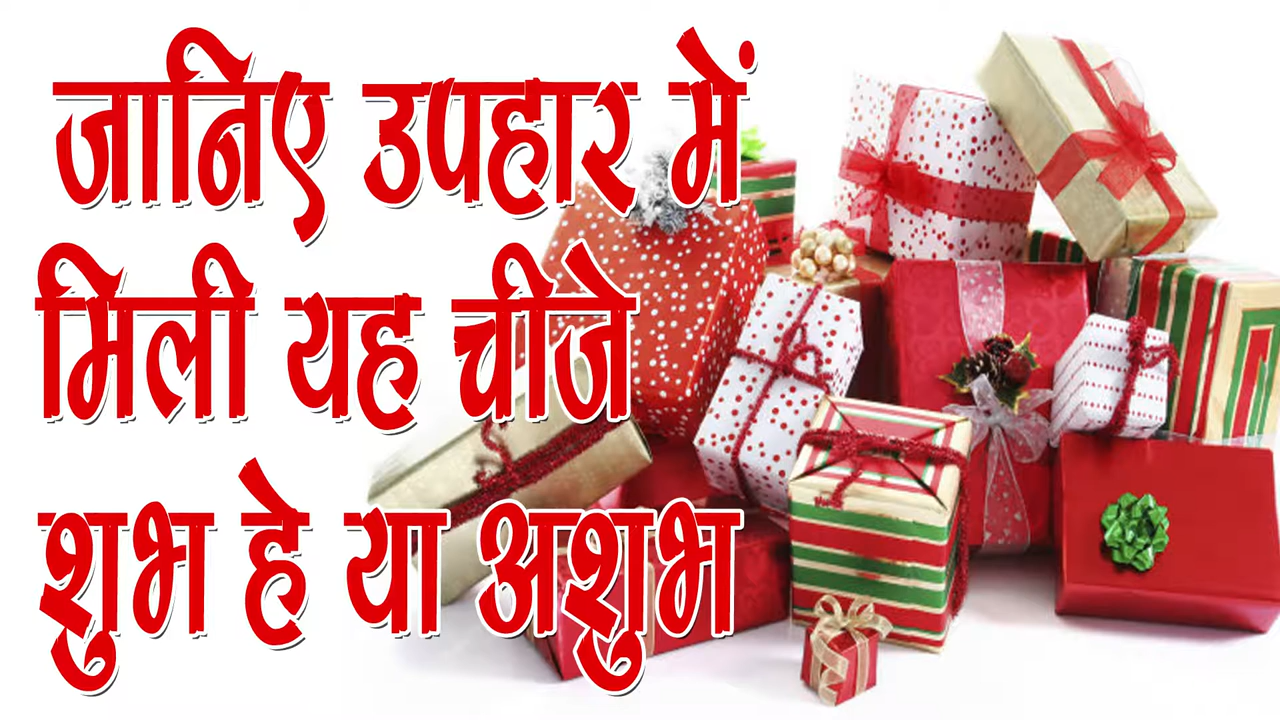 जानिए उपहार में
मिली यह चीजे
शुभ हे या अशुभ